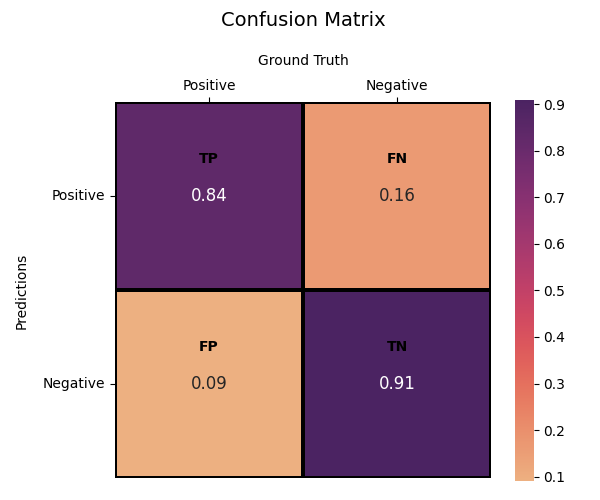 Confusion Matrix
Ground Truth
Positive Negative
0.9
TP FN
0.8
Positive 0.84 0.16
0.7
0.6
Predictions
0.5
0.4
FP TN
0.3
Negative 0.09 0.91
0.2
0.1